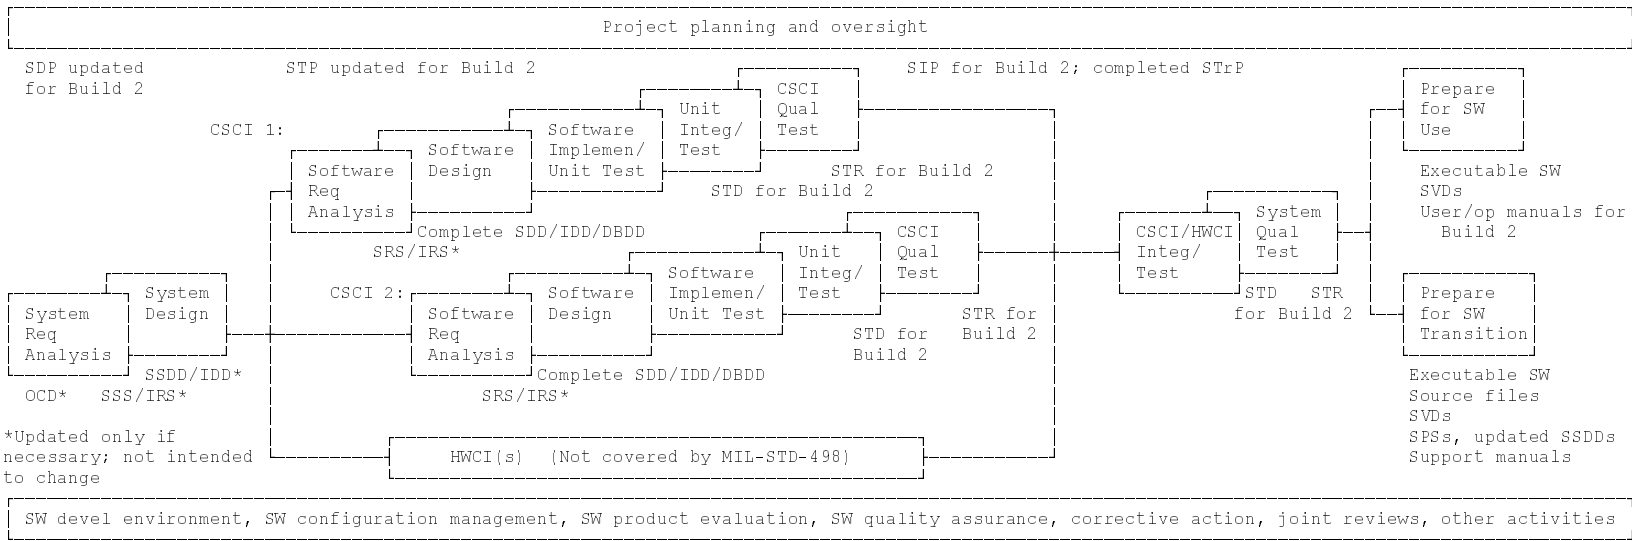 Project planning and oversight
SDP updated
for Build 2
STP updated for Build 2
SIP for Build 2; completed STrP
CSCI 1:
Software
Req
Analysis
Software
Design
Software
Implemen/
Unit Test
Unit
Integ/
Test
CSCI
Qual
Test
STR for Build 2
STD for Build 2
Complete SDD/IDD/DBDD
SRS/IRS*
System
Req
Analysis
System
Design
SSDD/IDD*
OCD* SSS/IRS*
CSCI 2:
Software
Req
Analysis
Software
Design
Software
Implemen/
Unit Test
Unit
Integ/
Test
CSCI
Qual
Test
STR for
Build 2
STD for
Build 2
Complete SDD/IDD/DBDD
SRS/IRS*
CSCI/HWCI
Integ/
Test
System
Qual
Test
STD STR
for Build 2
Prepare
for SW
Use
Executable SW
SVDs
User/op manuals for
Build 2
Prepare
for SW
Transition
Executable SW
Source files
SVDs
SPSs, updated SSDDs
Support manuals
*Updated only if
necessary; not intended
to change
HWCI(s) (Not covered by MIL-STD-498)
SW devel environment, SW configuration management, SW product evaluation, SW quality assurance, corrective action, joint reviews, other activities